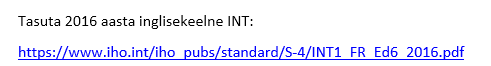 Tasuta 2016 aasta inglisekeelne INT:
https://www.iho.int/iho_pubs/standard/S-4/INT1_FR_Ed6_2016.pdf